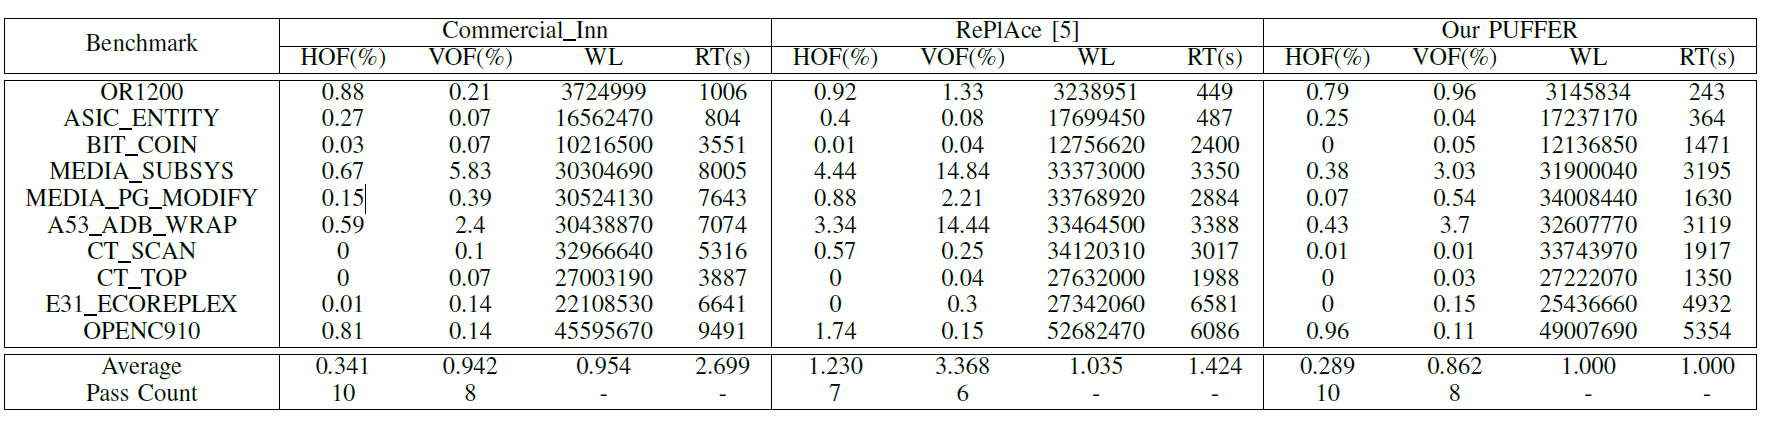 Benchmark Commercial_Inn RePlAce [5] Our PUFFER
HOF(%) VOF(%) WL RT(s) HOF(%) VOF(%) WL RT(s) HOF(%) VOF(%) WL RT(s)
OR1200 0.88 0.21 3724999 1006 0.92 1.33 3238951 449 0.79 0.96 3145834 243
ASIC_ENTITY 0.27 0.07 16562470 804 0.4 0.08 17699450 487 0.25 0.04 17237170 364
BIT_COIN 0.03 0.07 10216500 3551 0.01 0.04 12756620 2400 0 0.05 12136850 1471
MEDIA_SUBSYS 0.67 5.83 30304690 8005 4.44 14.84 33373000 3350 0.38 3.03 31900040 3195
MEDIA_PG_MODIFY 0.15 0.39 30524130 7643 0.88 2.21 33768920 2884 0.07 0.54 34008440 1630
A53_ADB_WRAP 0.59 2.4 30438870 7074 3.34 14.44 33464500 3388 0.43 3.7 32607770 3119
CT_SCAN 0 0.1 32966640 5316 0.57 0.25 34120310 3017 0.01 0.01 33743970 1917
CT_TOP 0 0.07 27003190 3887 0 0.04 27632000 1988 0 0.03 27222070 1350
E31_ECOREPLEX 0.01 0.14 22108530 6641 0 0.3 27342060 6581 0 0.15 25436660 4932
OPENC910 0.81 0.14 45595670 9491 1.74 0.15 52682470 6086 0.96 0.11 49007690 5354
Average 0.341 0.942 0.954 2.699 1.230 3.368 1.035 1.424 0.289 0.862 1.000 1.000
Pass Count 10 8 - - 7 6 - - 10 8 - -